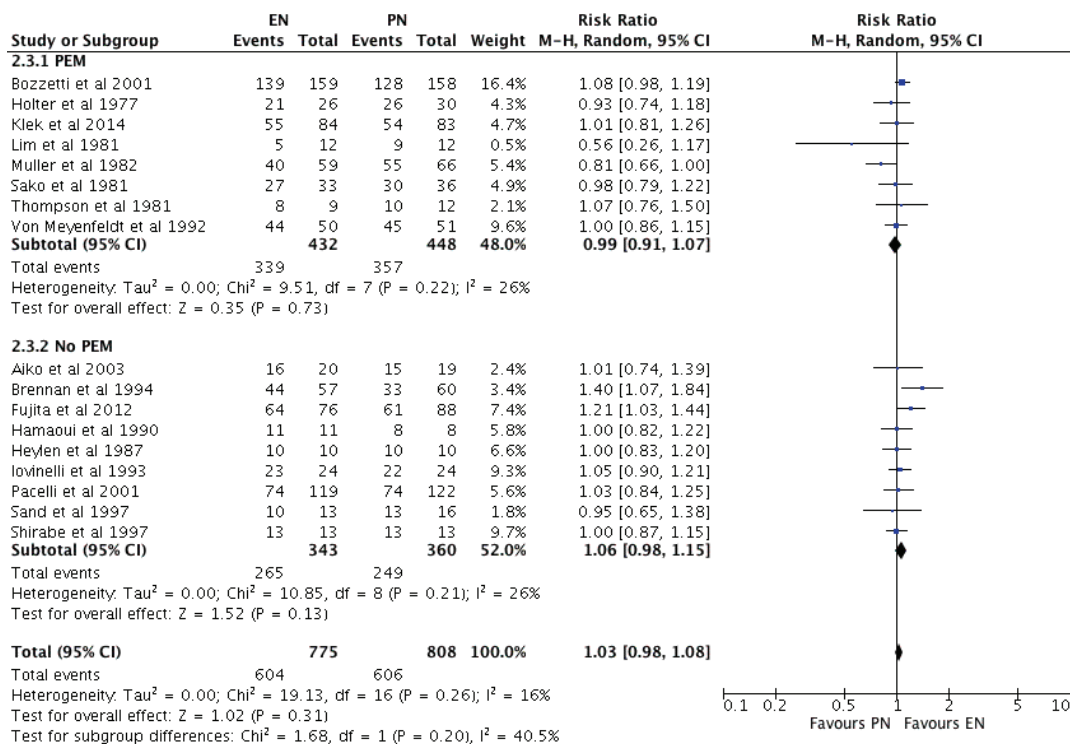 EN PN Risk Ratio Risk Ratio
Study or Subgroup Events Total Events Total Weight M-H, Random, 95% CI M-H, Random, 95% CI
2.3.1 PEM
Bozzetti et al 2001 139 159 128 158 16.4% 1.08 [0.98, 1.19]
Holter et al 1977 21 26 26 30 4.3% 0.93 [0.74, 1.18]
Klek et al 2014 55 84 54 83 4.7% 1.01 [0.81, 1.26]
Lim et al 1981 5 12 9 12 0.5% 0.56 [0.26, 1.17]
Muller et al 1982 40 59 55 66 5.4% 0.81 [0.66, 1.00]
Sako et al 1981 27 33 30 36 4.9% 0.98 [0.79, 1.22]
Thompson et al 1981 8 9 10 12 2.1% 1.07 [0.76, 1.50]
Von Meyenfeldt et al 1992 44 50 45 51 9.6% 1.00 [0.86, 1.15]
Subtotal (95% CI) 432 448 48.0% 0.99 [0.91, 1.07]
Total events 339 357
Heterogeneity: Tau² = 0.00; Chi² = 9.51, df = 7 (P = 0.22); I² = 26%
Test for overall effect: Z = 0.35 (P = 0.73)
2.3.2 No PEM
Aiko et al 2003 16 20 15 19 2.4% 1.01 [0.74, 1.39]
Brennan et al 1994 44 57 33 60 3.4% 1.40 [1.07, 1.84]
Fujita et al 2012 64 76 61 88 7.4% 1.21 [1.03, 1.44]
Hamaoui et al 1990 11 11 8 8 5.8% 1.00 [0.82, 1.22]
Heylen et al 1987 10 10 10 10 6.6% 1.00 [0.83, 1.20]
Iovinelli et al 1993 23 24 22 24 9.3% 1.05 [0.90, 1.21]
Pacelli et al 2001 74 119 74 122 5.6% 1.03 [0.84, 1.25]
Sand et al 1997 10 13 13 16 1.8% 0.95 [0.65, 1.38]
Shirabe et al 1997 13 13 13 13 9.7% 1.00 [0.87, 1.15]
Subtotal (95% CI) 343 360 52.0% 1.06 [0.98, 1.15]
Total events 265 249
Heterogeneity: Tau² = 0.00; Chi² = 10.85, df = 8 (P = 0.21); I² = 26%
Test for overall effect: Z = 1.52 (P = 0.13)
Total (95% CI) 775 808 100.0% 1.03 [0.98, 1.08]
Total events 604 606
Heterogeneity: Tau² = 0.00; Chi² = 19.13, df = 16 (P = 0.26); I² = 16%
Test for overall effect: Z = 1.02 (P = 0.31)
Test for subgroup differences: Chi² = 1.68, df = 1 (P = 0.20), I² = 40.5%
0.1 0.2 0.5 1 2 5 10
Favours PN Favours EN